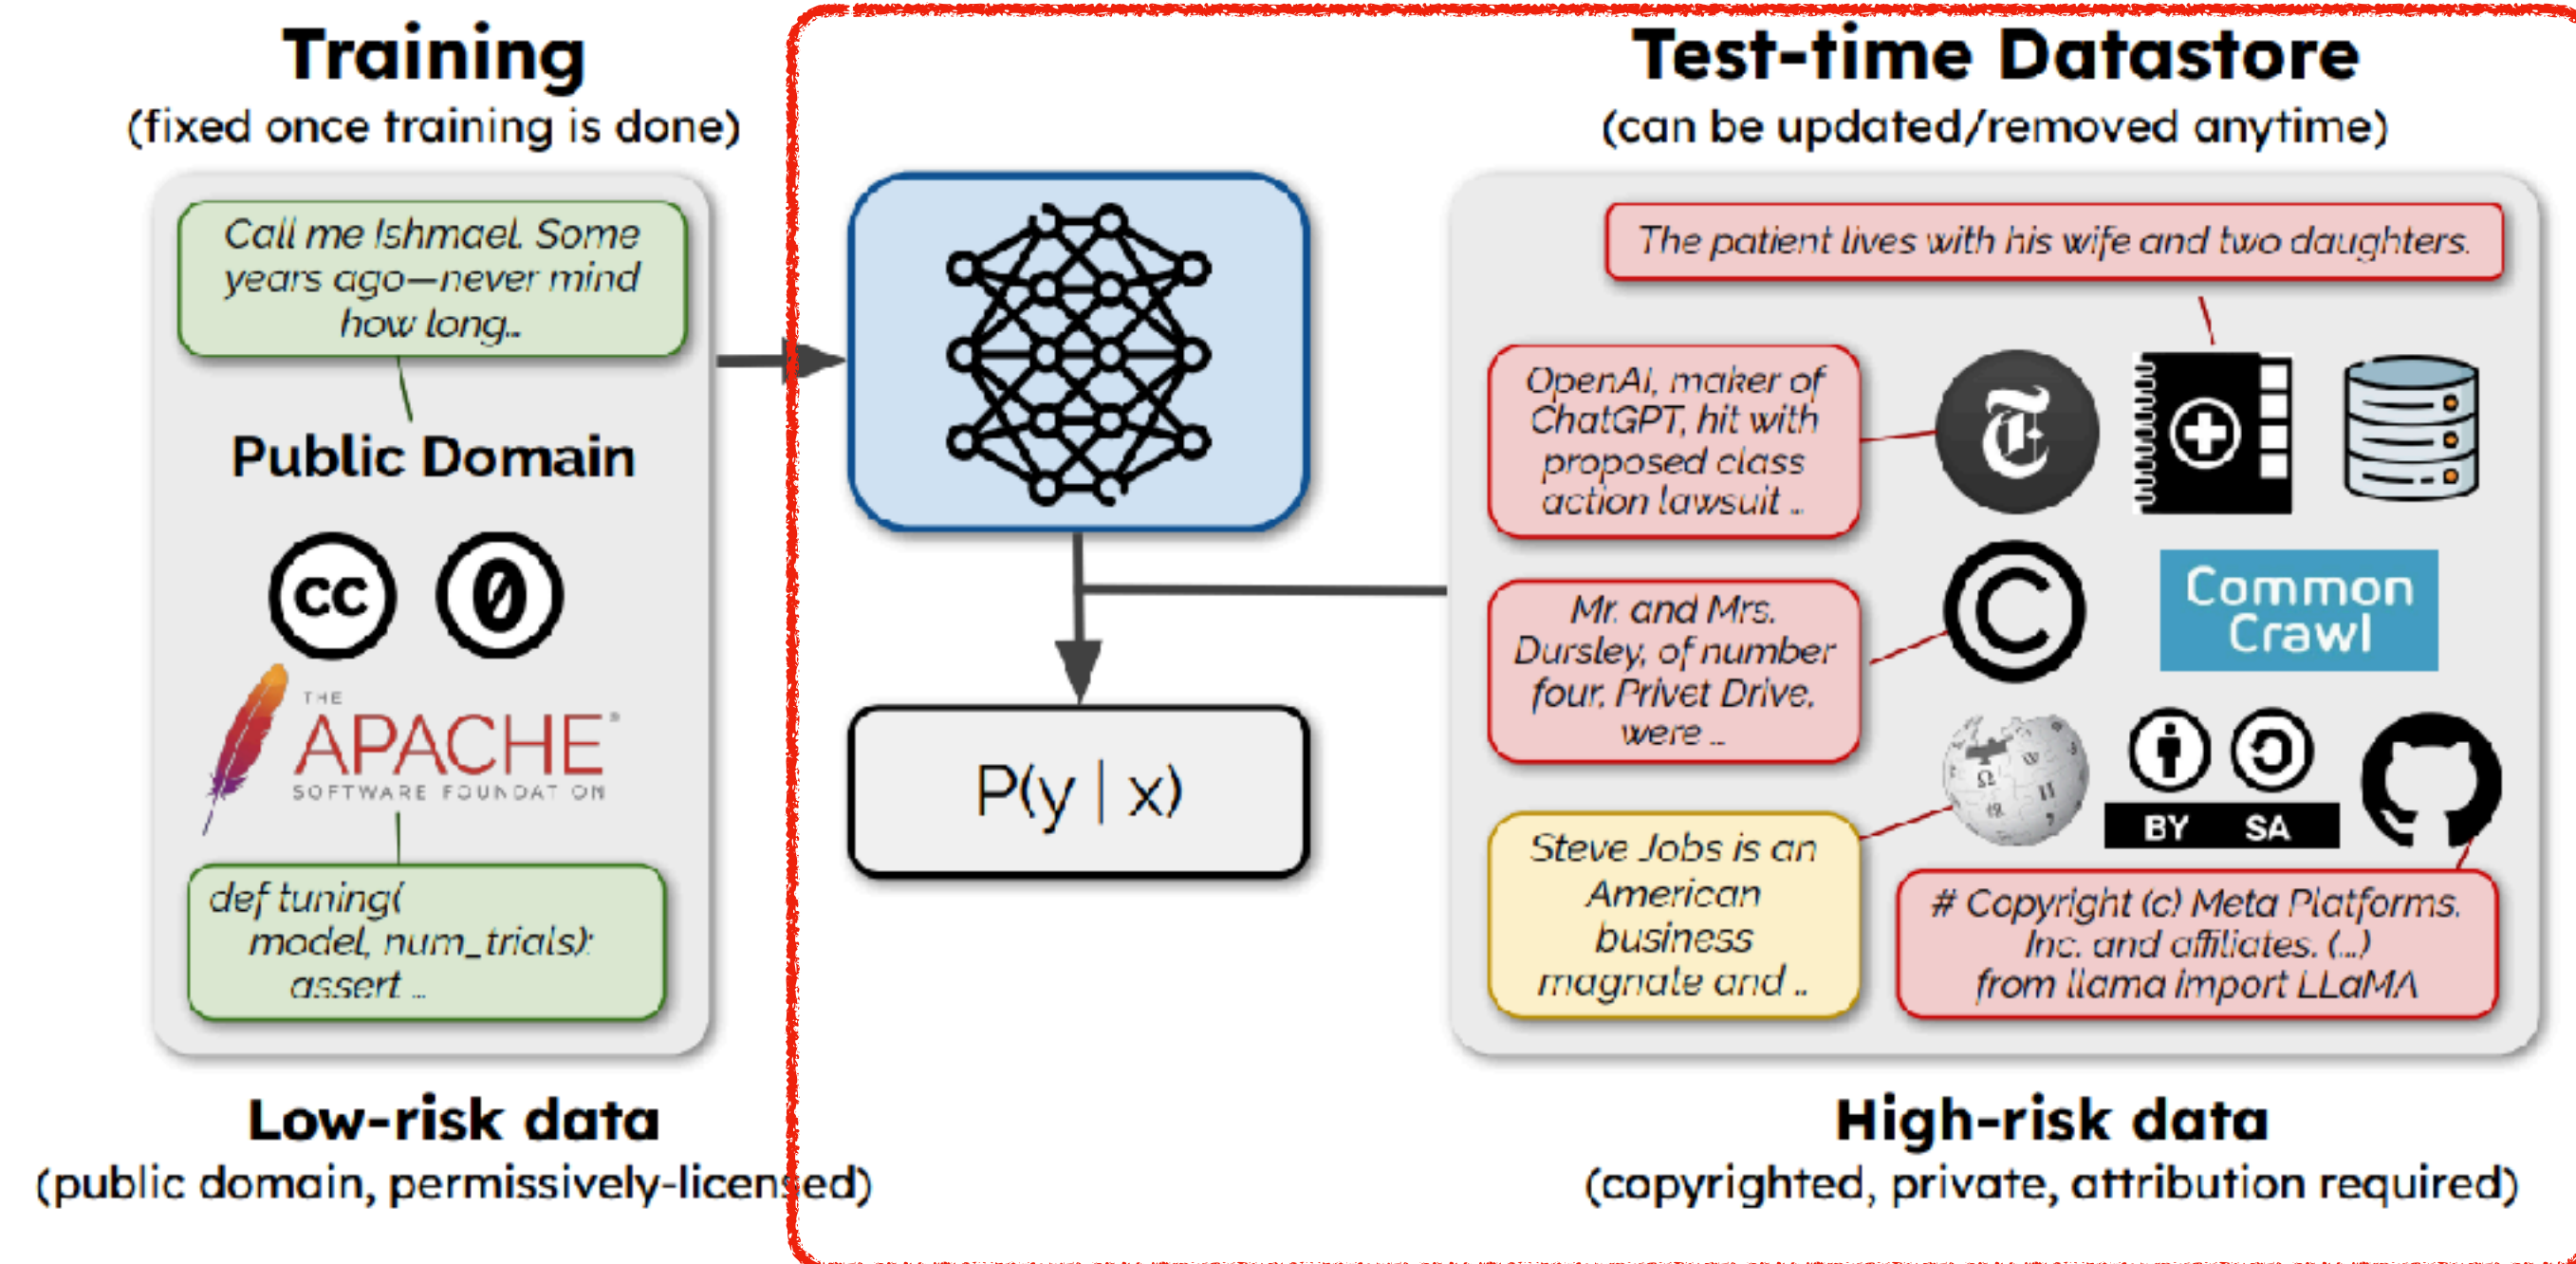 Training
(fixed once training is done)
Call me Ishmael. Some
years ago—never mind
how long...
Public Domain
cc 0
THE
APACHE®
SOFTWARE FOUNDATION
def tuning(
model, num_trials):
assert ...
Low-risk data
(public domain, permissively-licensed)
P(y | x)
Test-time Datastore
(can be updated/removed anytime)
The patient lives with his wife and two daughters.
OpenAI, maker of
ChatGPT, hit with
proposed class
action lawsuit ...
T
Mr. and Mrs.
Dursley, of number
four, Privet Drive,
were ...
©
Common
Crawl
Steve Jobs is an
American
business
magnate and ...
Ω W И
BY SA
# Copyright (c) Meta Platforms,
Inc. and affiliates. (...)
from llama import LLaMA
High-risk data
(copyrighted, private, attribution required)